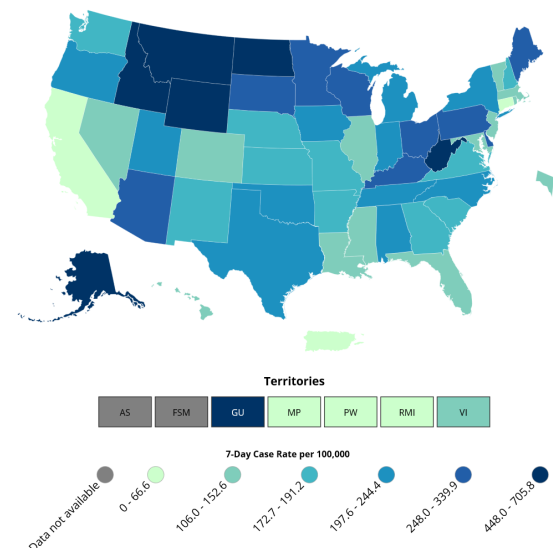 Territories
AS FSM GU MP PW RMI VI
7-Day Case Rate per 100,000
Data not available
0 - 66.6
106.0 - 152.6
172.7 - 191.2
197.6 - 244.4
248.0 - 339.9
448.0 - 705.8